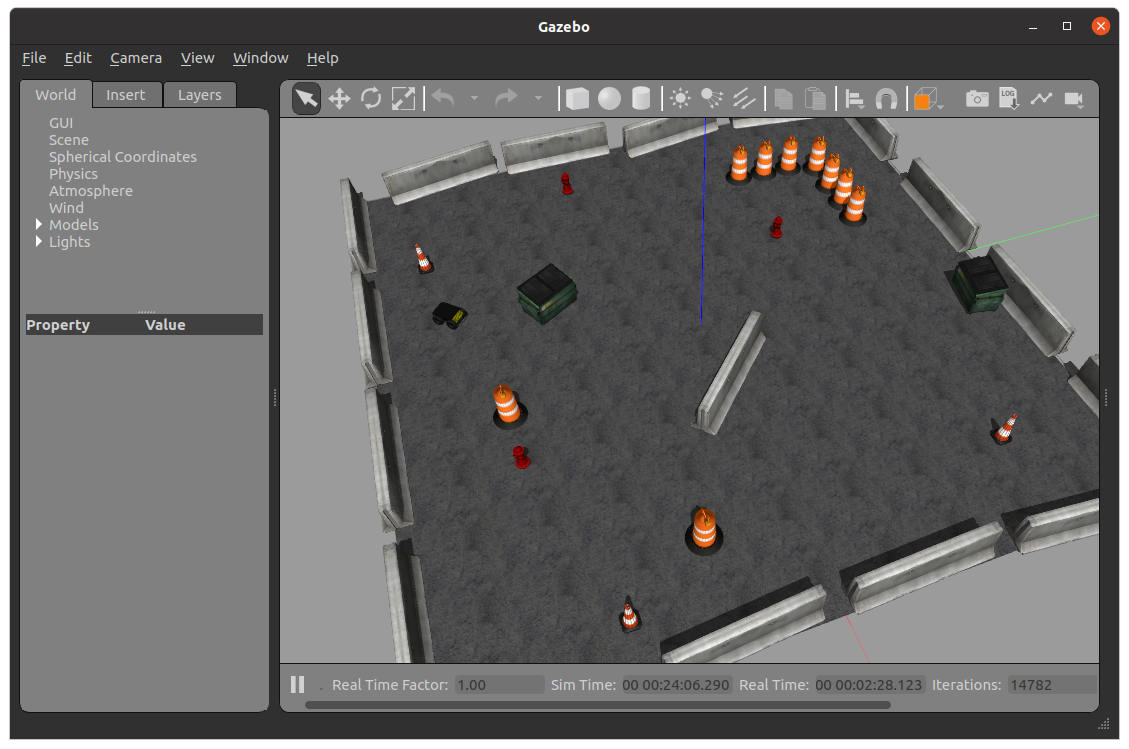 Gazebo
File Edit Camera View Window Help
World Insert Layers
LOG
GUI
Scene
Spherical Coordinates
Physics
Atmosphere
Wind
Models
Lights
Property Value
Real Time Factor: 1.00 Sim Time: 00 00:24:06.290 Real Time: 00 00:02:28.123 Iterations: 14782